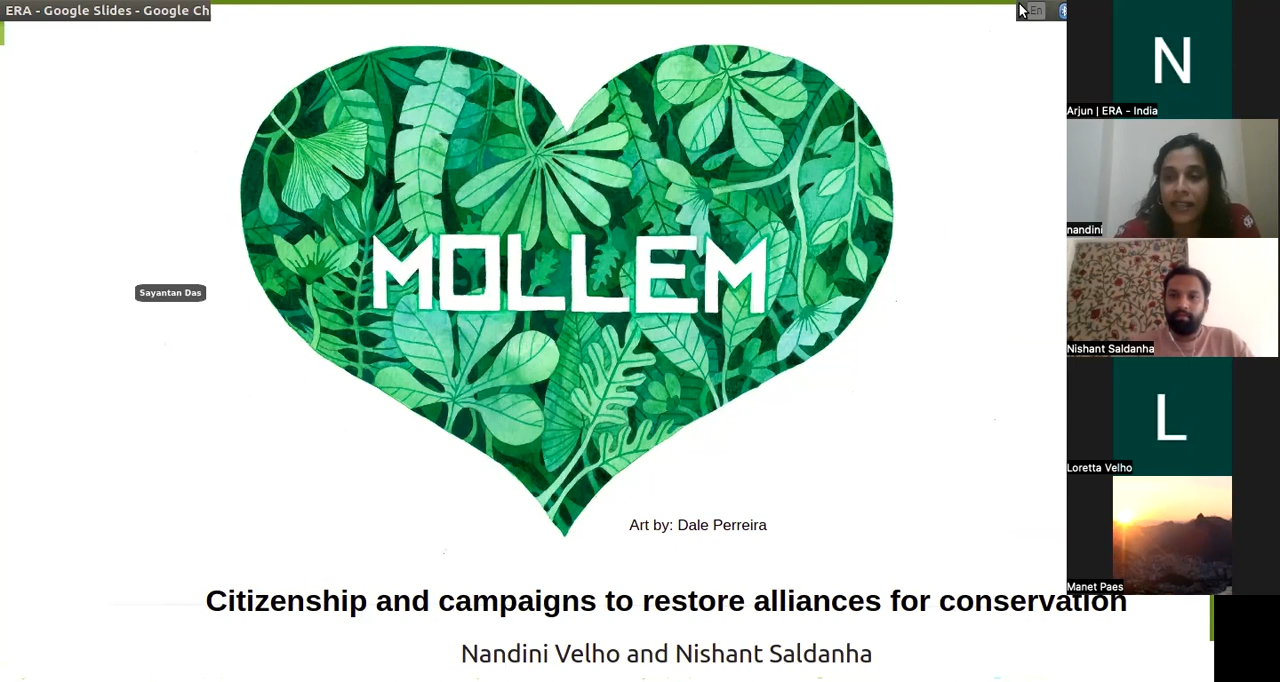 ERA - Google Slides - Google Ch
En
N
Arjun | ERA - India
nandini
MOLLEM
Sayantan Das
Nishant Saldanha
L
Loretta Velho
Art by: Dale Perreira
Manet Paes
Citizenship and campaigns to restore alliances for conservation
Nandini Velho and Nishant Saldanha